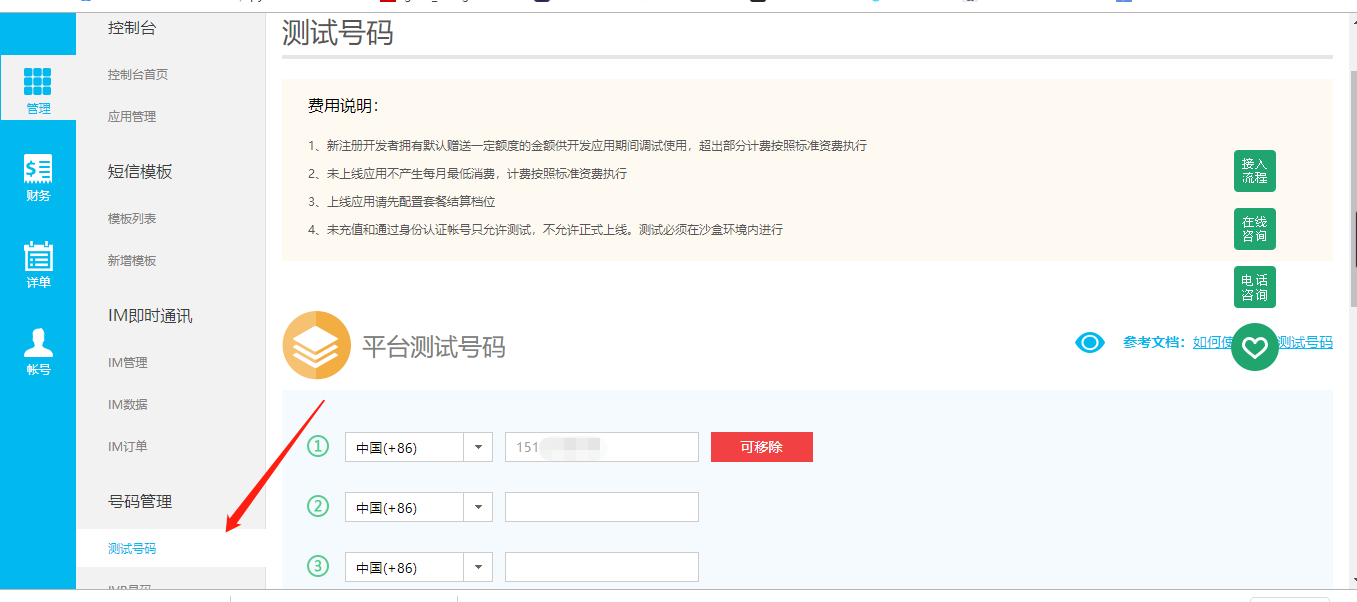 管理
财务
详单
帐号
控制台
控制台首页
应用管理
短信模板
模板列表
新增模板
IM即时通讯
IM管理
IM数据
IM订单
号码管理
测试号码
测试号码
费用说明：
1、新注册开发者拥有默认赠送一定额度的金额供开发应用期间调试使用，超出部分计费按照标准资费执行
2、未上线应用不产生每月最低消费，计费按照标准资费执行
3、上线应用请先配置套餐结算档位
4、未充值和通过身份认证帐号只允许测试，不允许正式上线。测试必须在沙盒环境内进行
接入
流程
在线
咨询
电话
咨询
平台测试号码
参考文档：如何使 测试号码
1 中国(+86) 151 可移除
2 中国(+86)
3 中国(+86)